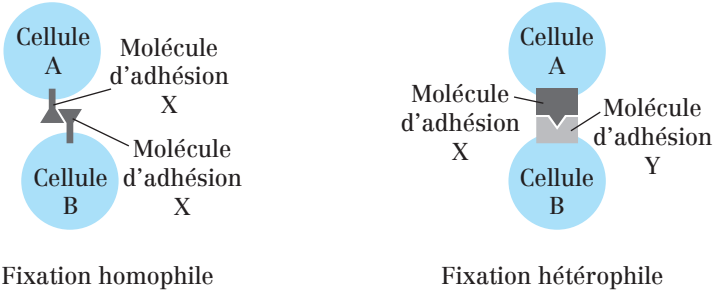 Cellule
A
Molécule
d'adhésion
X
Molécule
d'adhésion
X
Cellule
B
Fixation homophile
Cellule
A
Molécule
d'adhésion
X
Molécule
d'adhésion
Y
Cellule
B
Fixation hétérophile